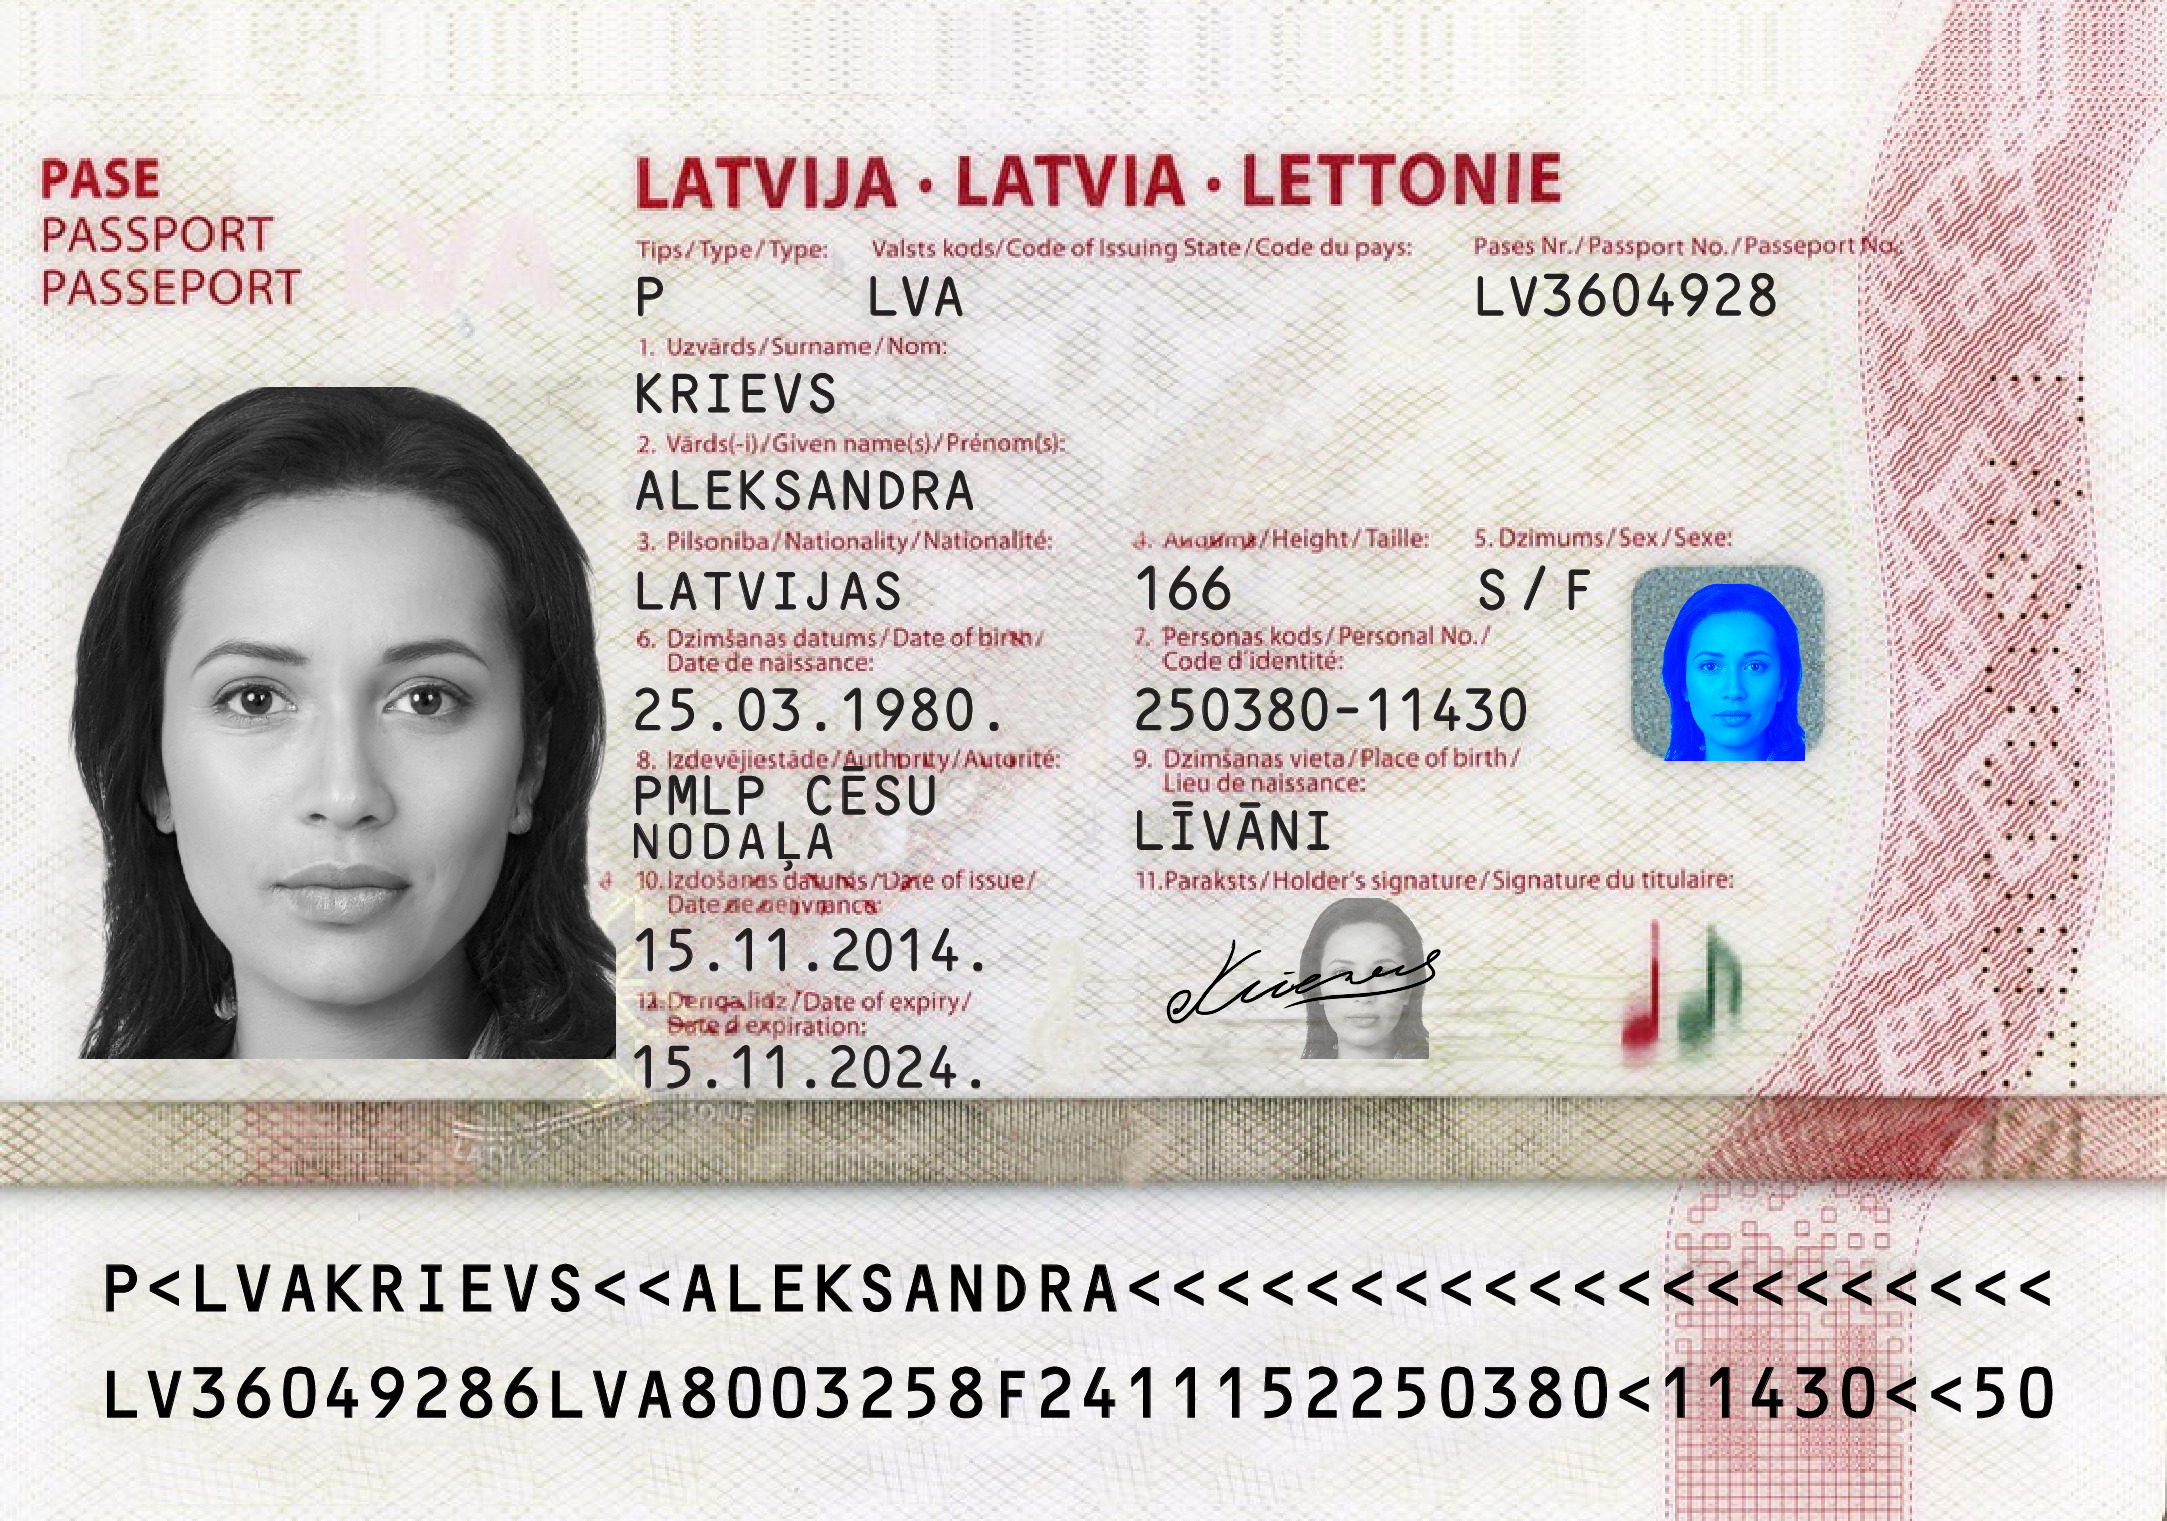 PASE
PASSPORT
PASSEPORT
LVA
LATVIJA · LATVIA · LETTONIE
Tips/Type/Type: Valsts kods/Code of Issuing State/Code du pays: Pases Nr./Passport No./Passeport No.:
P LVA LV3604928
1. Uzvārds/Surname/Nom:
KRIEVS
2. Vārds(-i)/Given name(s)/Prénom(s):
ALEKSANDRA
3. Pilsonība/Nationality/Nationalité: 4. /Height/Taille: 5. Dzimums/Sex/Sexe:
LATVIJAS 166 S/F
6. Dzimšanas datums/Date of birth/ 7. Personas kods/Personal No./
Date de naissance: Code d'identité:
25.03.1980. 250380-11430
8. Izdevējiestāde/Authority/Autorité: 9. Dzimšanas vieta/Place of birth/
Lieu de naissance:
PMLP CĒSU
NODAĻA LĪVĀNI
10. Izdošanas datums/Date of issue/ 11. Paraksts/Holder's signature/Signature du titulaire:
Date de
15.11.2014.
Krievs
12. Derīga līdz/Date of expiry/
Date d'expiration:
15.11.2024.
P<LVAKRIEVS<<ALEKSANDRA<<<<<<<<<<<<<<<<<<<<<
LV36049286LVA8003258F2411152250380<11430<<50